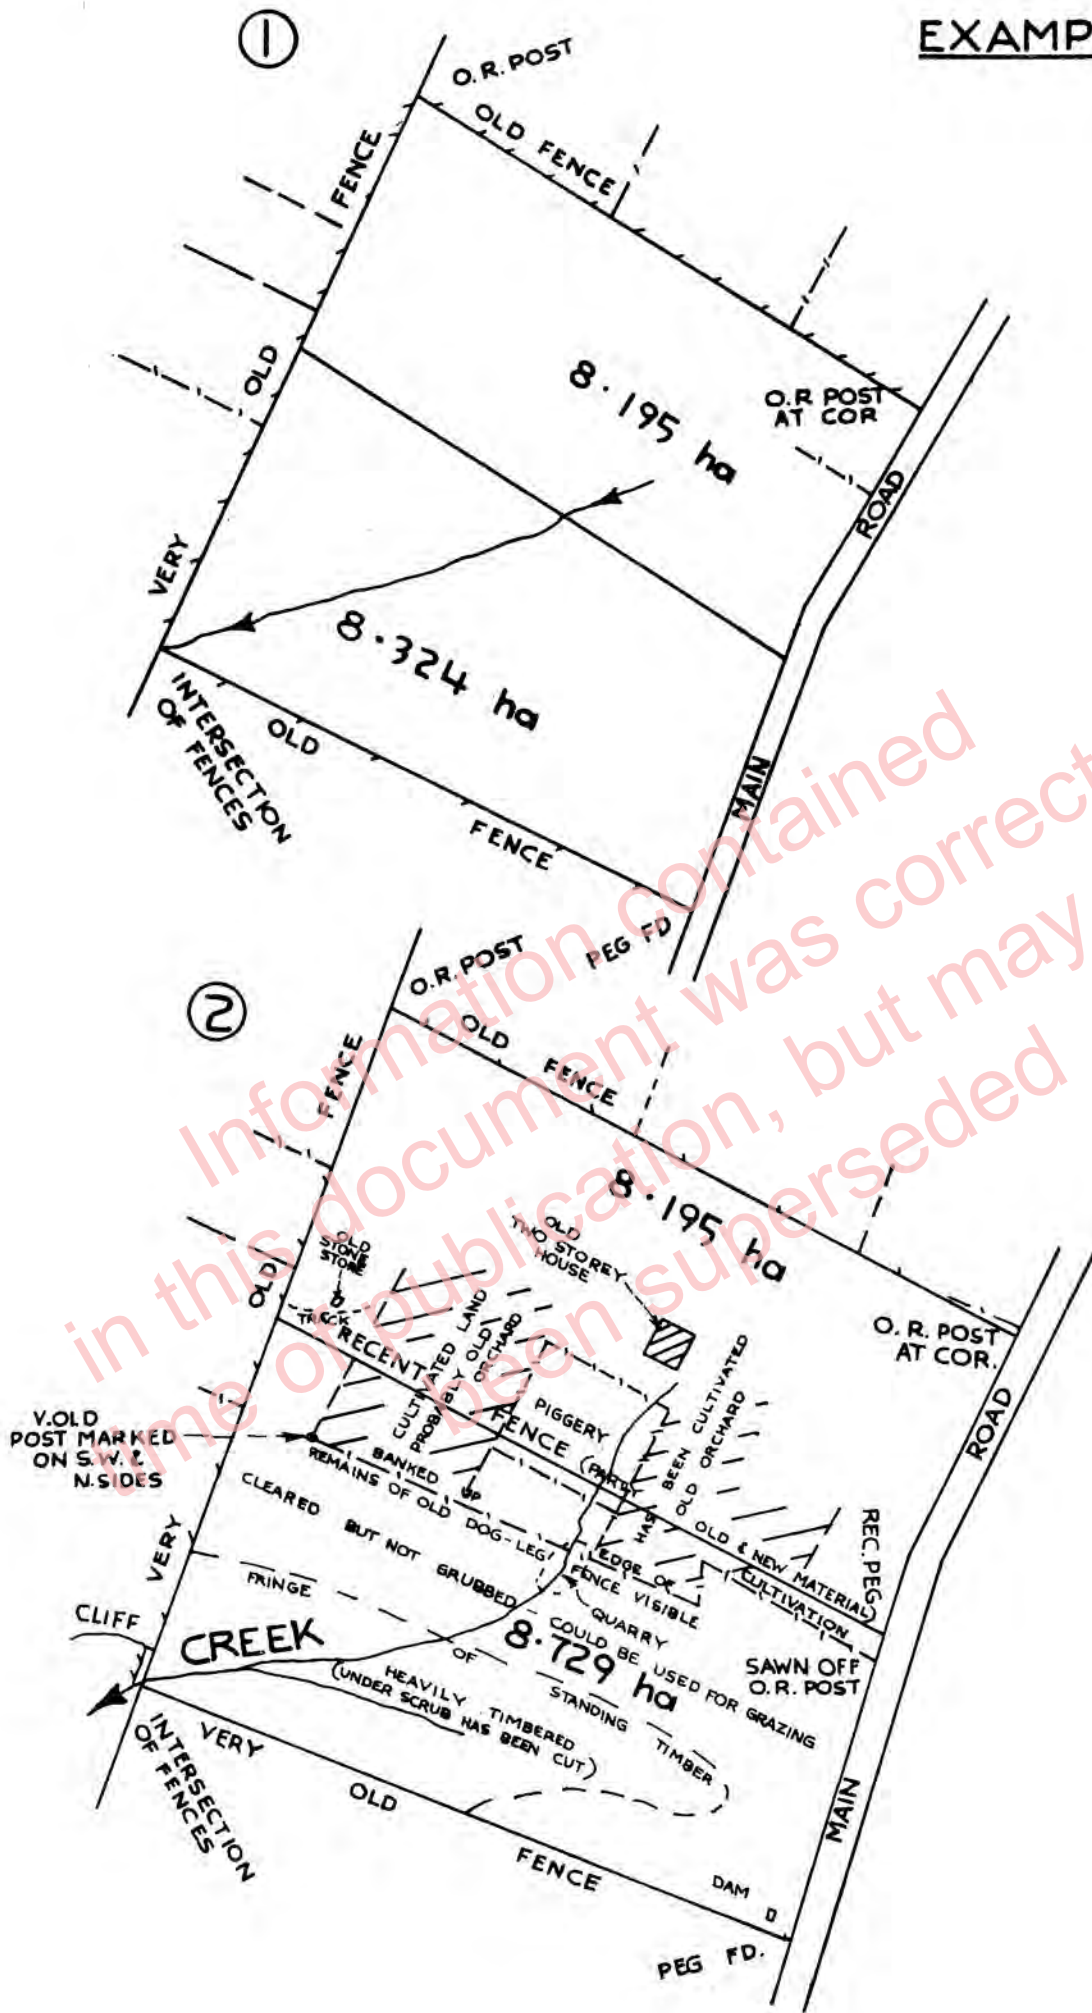 EXAMP
1
O.R. POST
OLD FENCE
FENCE
OLD
VERY
8.195 ha
O.R. POST
AT COR
ROAD
8.324 ha
INTERSECTION
OF FENCES
OLD
FENCE
MAIN
PEG FD
2
O.R. POST
OLD FENCE
FENCE
OLD
VERY
8.195 ha
OLD
TWO STOREY
HOUSE
OLD
STONE
STORE
TRACK
CULTIVATED LAND
PROBABLY OLD
ORCHARD
RECENT FENCE (PARTLY OLD & NEW MATERIAL)
PIGGERY
HAS BEEN CULTIVATED
OLD ORCHARD
O.R. POST
AT COR.
ROAD
REC. PEG
V.OLD
POST MARKED
ON S.W. &
N. SIDES
BANKED UP
REMAINS OF OLD DOG-LEG FENCE VISIBLE
EDGE OF CULTIVATION
CLEARED BUT NOT GRUBBED - COULD BE USED FOR GRAZING
QUARRY
8.729 ha
SAWN OFF
O.R. POST
FRINGE OF STANDING TIMBER
CLIFF
CREEK
HEAVILY TIMBERED
(UNDER SCRUB HAS BEEN CUT)
INTERSECTION
OF FENCES
VERY OLD FENCE
MAIN
DAM
PEG FD.
Information contained
in this document was correct
time of publication, but may
been superseded